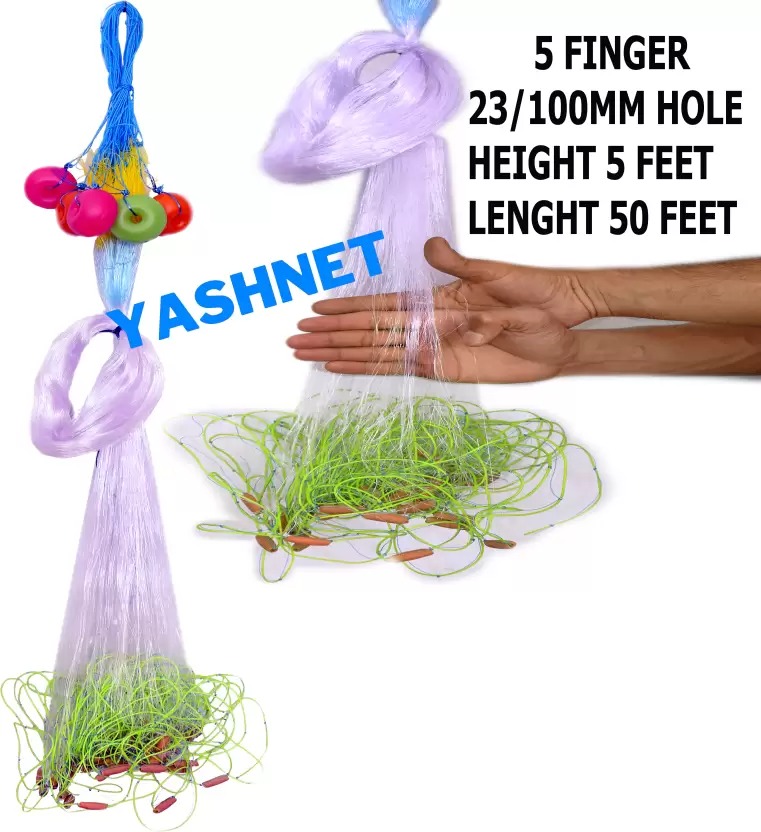 5 FINGER
23/100MM HOLE
HEIGHT 5 FEET
LENGHT 50 FEET
YASHNET